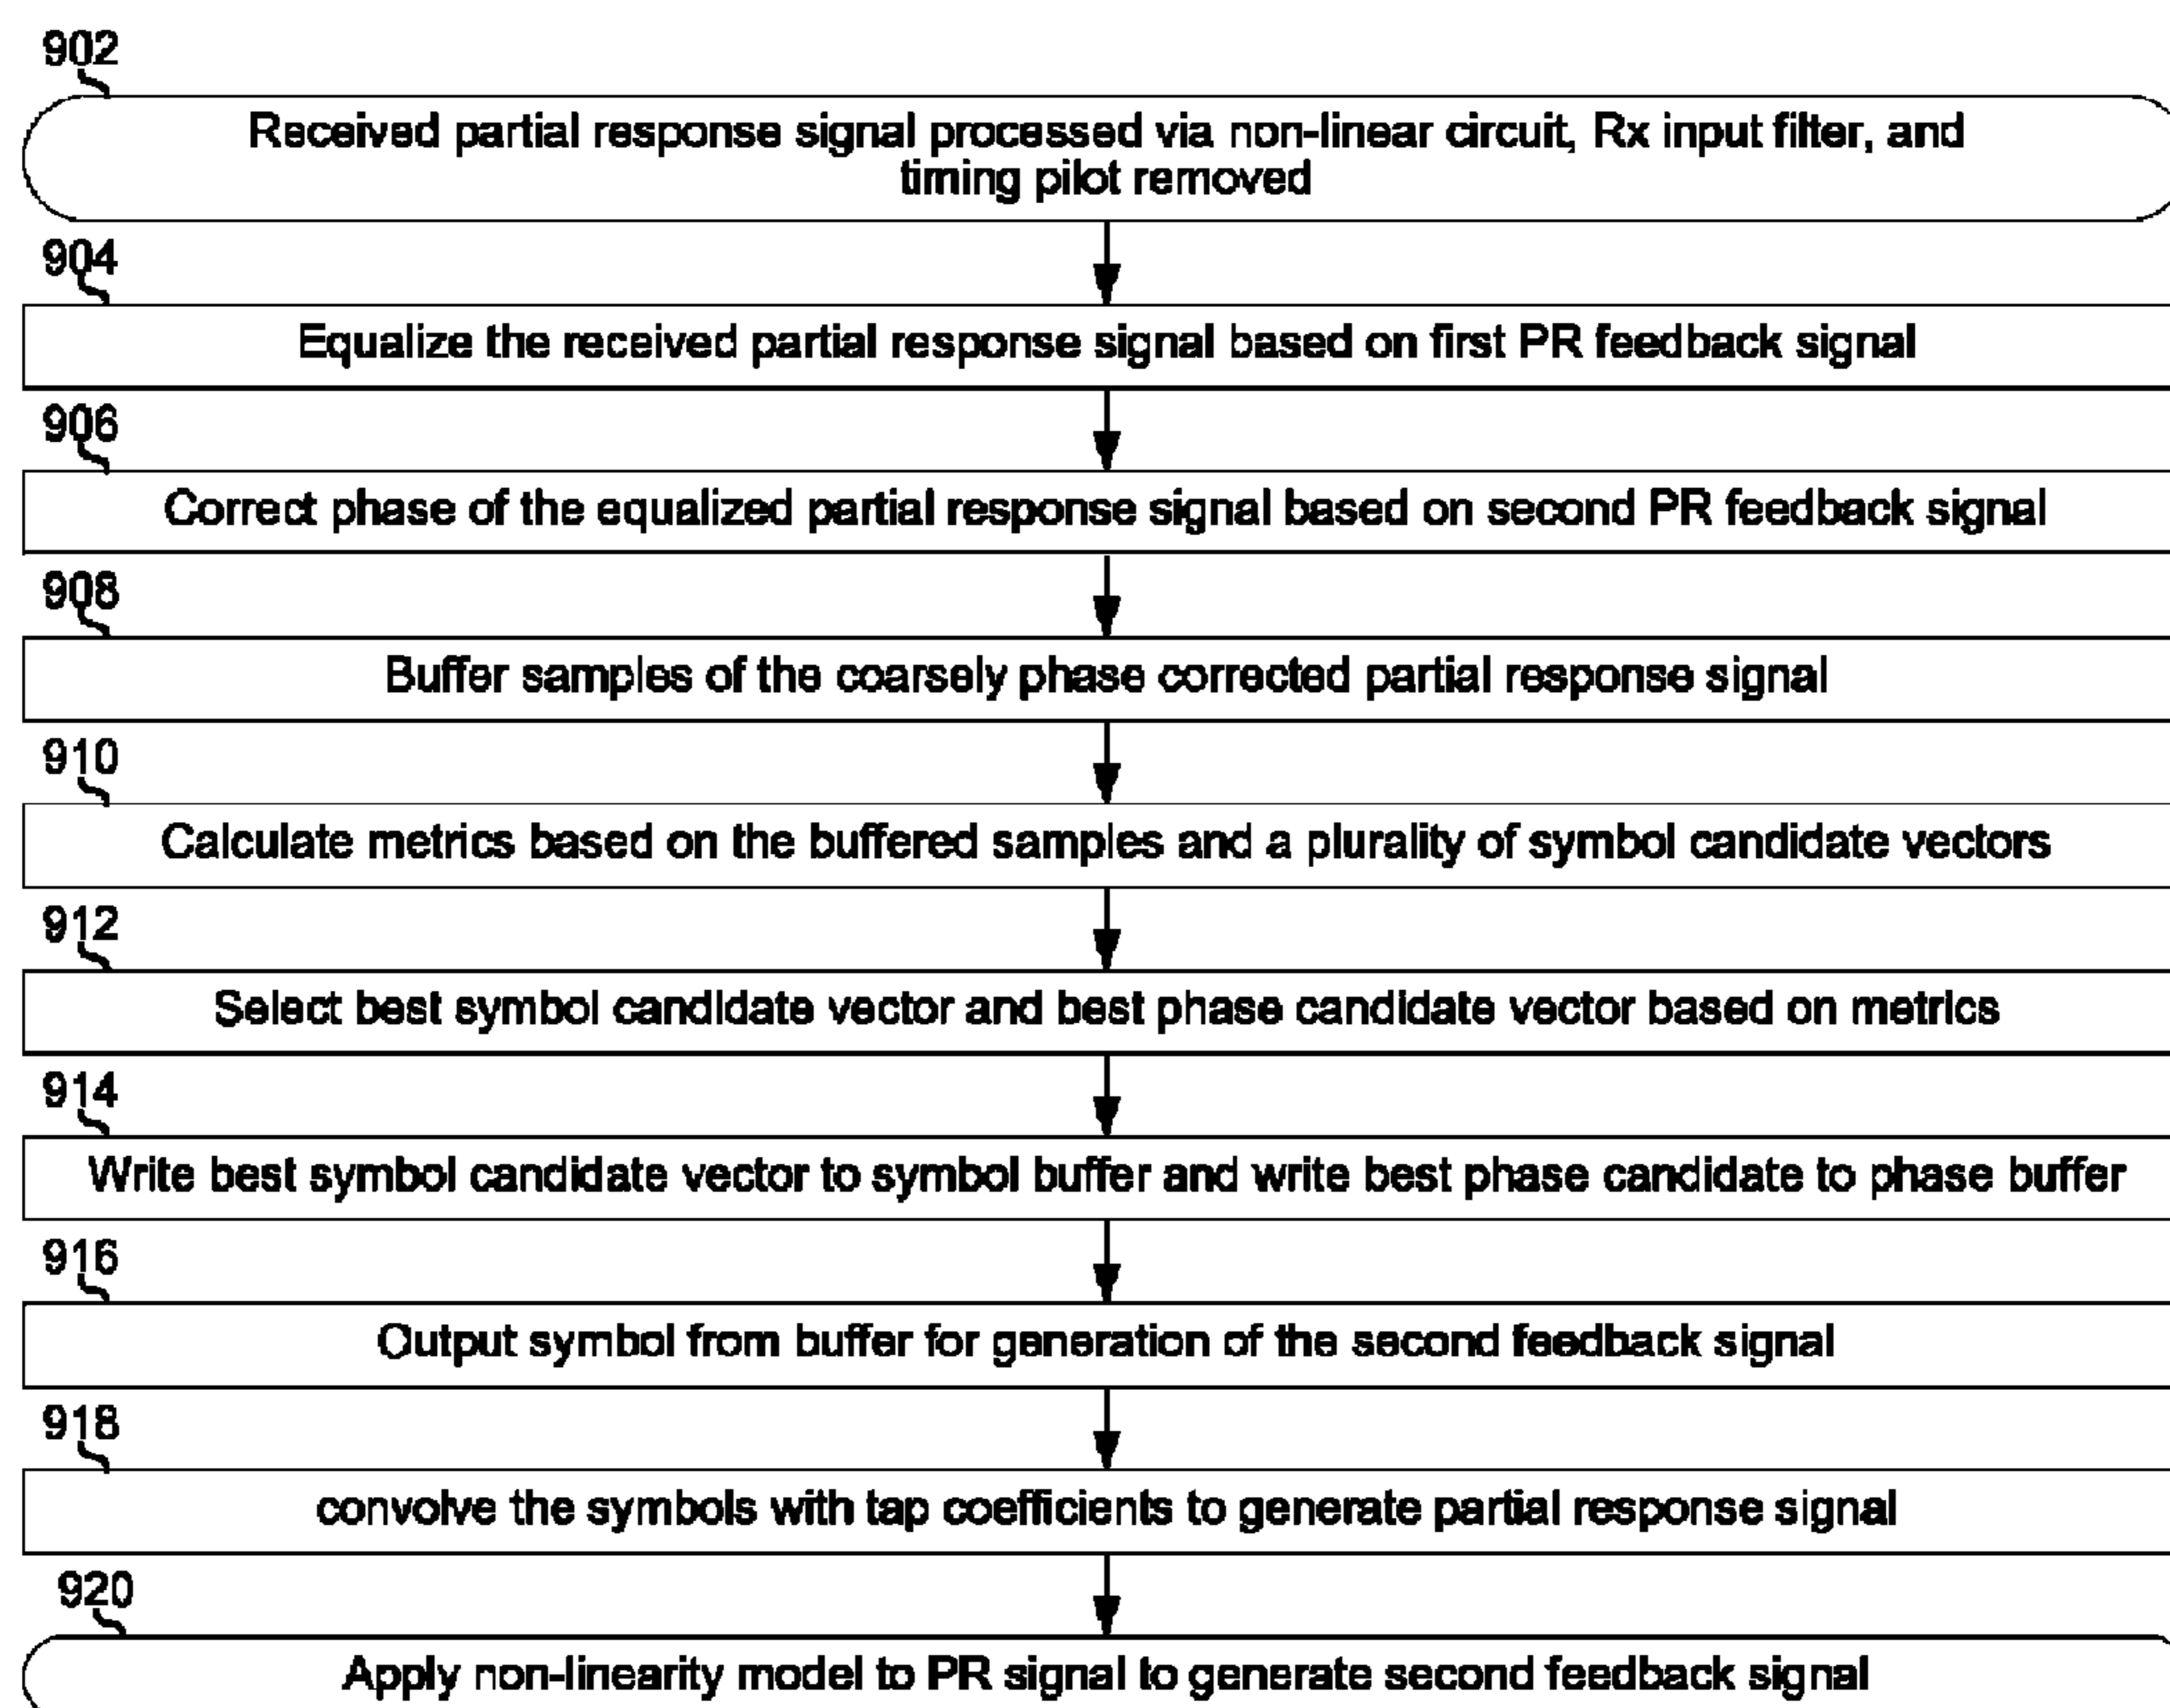 902
Received partial response signal processed via non-linear circuit, Rx input filter, and
timing pilot removed
904
Equalize the received partial response signal based on first PR feedback signal
906
Correct phase of the equalized partial response signal based on second PR feedback signal
908
Buffer samples of the coarsely phase corrected partial response signal
910
Calculate metrics based on the buffered samples and a plurality of symbol candidate vectors
912
Select best symbol candidate vector and best phase candidate vector based on metrics
914
Write best symbol candidate vector to symbol buffer and write best phase candidate to phase buffer
916
Output symbol from buffer for generation of the second feedback signal
918
convolve the symbols with tap coefficients to generate partial response signal
920
Apply non-linearity model to PR signal to generate second feedback signal